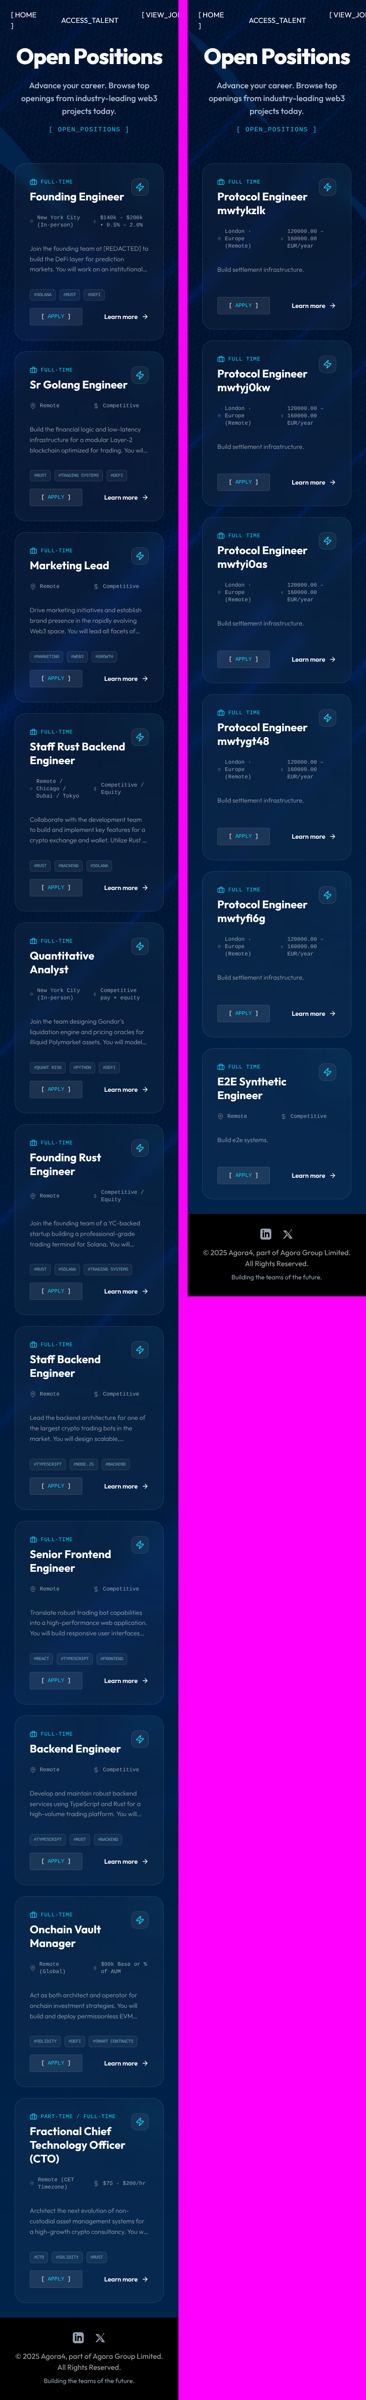 [ HOME ]
ACCESS_TALENT
[ VIEW_JO
Open Positions
Advance your career. Browse top
openings from industry-leading web3
projects today.
[ OPEN_POSITIONS ]
FULL-TIME
Founding Engineer
New York City
(In-person)
$140k - $200k
• 0.5% - 2.0%
Join the founding team at [REDACTED] to
build the DeFi layer for prediction
markets. You will work on an institutional...
#SOLANA #RUST #DEFI
[ APPLY ]
Learn more →
FULL-TIME
Sr Golang Engineer
Remote
Competitive
Build the financial logic and low-latency
infrastructure for a modular Layer-2
blockchain optimized for trading. You wil...
#RUST #TRADING SYSTEMS #DEFI
[ APPLY ]
Learn more →
FULL-TIME
Marketing Lead
Remote
Competitive
Drive marketing initiatives and establish
brand presence in the rapidly evolving
Web3 space. You will lead all facets of...
#MARKETING #WEB3 #GROWTH
[ APPLY ]
Learn more →
FULL-TIME
Staff Rust Backend
Engineer
Remote /
Chicago /
Dubai / Tokyo
Competitive /
Equity
Collaborate with the development team
to build and implement key features for a
crypto exchange and wallet. Utilize Rust ...
#RUST #BACKEND #SOLANA
[ APPLY ]
Learn more →
FULL-TIME
Quantitative
Analyst
New York City
(In-person)
Competitive
pay + equity
Join the team designing Gondor's
liquidation engine and pricing oracles for
illiquid Polymarket assets. You will model...
#QUANT RISK #PYTHON #DEFI
[ APPLY ]
Learn more →
FULL-TIME
Founding Rust
Engineer
Remote
Competitive /
Equity
Join the founding team of a YC-backed
startup building a professional-grade
trading terminal for Solana. You will...
#RUST #SOLANA #TRADING SYSTEMS
[ APPLY ]
Learn more →
FULL-TIME
Staff Backend
Engineer
Remote
Competitive
Lead the backend architecture for one of
the largest crypto trading bots in the
market. You will design scalable,...
#TYPESCRIPT #NODE.JS #BACKEND
[ APPLY ]
Learn more →
FULL-TIME
Senior Frontend
Engineer
Remote
Competitive
Translate robust trading bot capabilities
into a high-performance web application.
You will build responsive user interfaces...
#REACT #TYPESCRIPT #FRONTEND
[ APPLY ]
Learn more →
FULL-TIME
Backend Engineer
Remote
Competitive
Develop and maintain robust backend
services using TypeScript and Rust for a
high-volume trading platform. You will...
#TYPESCRIPT #RUST #BACKEND
[ APPLY ]
Learn more →
FULL-TIME
Onchain Vault
Manager
Remote
(Global)
$90k Base or %
of AUM
Act as both architect and operator for
onchain investment strategies. You will
build and deploy permissionless EVM...
#SOLIDITY #DEFI #SMART CONTRACTS
[ APPLY ]
Learn more →
PART-TIME / FULL-TIME
Fractional Chief
Technology Officer
(CTO)
Remote (CET
Timezone)
$75 - $200/hr
Architect the next evolution of non-
custodial asset management systems for
a high-growth crypto consultancy. You w...
#CTO #SOLIDITY #RUST
[ APPLY ]
Learn more →
© 2025 Agora4, part of Agora Group Limited.
All Rights Reserved.
Building the teams of the future.
[ HOME ]
ACCESS_TALENT
[ VIEW_JO
Open Positions
Advance your career. Browse top
openings from industry-leading web3
projects today.
[ OPEN_POSITIONS ]
FULL TIME
Protocol Engineer
mwtykzlk
London ·
Europe
(Remote)
120000.00 –
160000.00
EUR/year
Build settlement infrastructure.
[ APPLY ]
Learn more →
FULL TIME
Protocol Engineer
mwtyj0kw
London ·
Europe
(Remote)
120000.00 –
160000.00
EUR/year
Build settlement infrastructure.
[ APPLY ]
Learn more →
FULL TIME
Protocol Engineer
mwtyi0as
London ·
Europe
(Remote)
120000.00 –
160000.00
EUR/year
Build settlement infrastructure.
[ APPLY ]
Learn more →
FULL TIME
Protocol Engineer
mwtygt48
London ·
Europe
(Remote)
120000.00 –
160000.00
EUR/year
Build settlement infrastructure.
[ APPLY ]
Learn more →
FULL TIME
Protocol Engineer
mwtyfi6g
London ·
Europe
(Remote)
120000.00 –
160000.00
EUR/year
Build settlement infrastructure.
[ APPLY ]
Learn more →
FULL TIME
E2E Synthetic
Engineer
Remote
Competitive
Build e2e systems.
[ APPLY ]
Learn more →
© 2025 Agora4, part of Agora Group Limited.
All Rights Reserved.
Building the teams of the future.